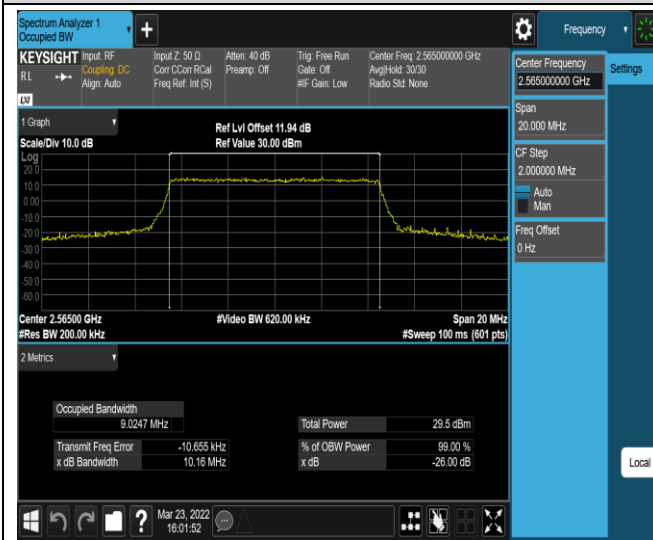 Spectrum Analyzer 1
Occupied BW
+
Frequency
KEYSIGHT
RL
LXI
Input: RF
Coupling: DC
Align: Auto
Input Z: 50 Ω
Corr CCorr RCal
Freq Ref: Int (S)
Atten: 40 dB
Preamp: Off
Trig: Free Run
Gate: Off
#IF Gain: Low
Center Freq: 2.565000000 GHz
Avg|Hold: 30/30
Radio Std: None
Center Frequency
2.565000000 GHz
Settings
Span
20.000 MHz
CF Step
2.000000 MHz
Auto
Man
Freq Offset
0 Hz
1 Graph
Scale/Div 10.0 dB
Ref Lvl Offset 11.94 dB
Ref Value 30.00 dBm
Log
20.0
10.0
0.00
-10.0
-20.0
-30.0
-40.0
-50.0
-60.0
Center 2.56500 GHz
#Video BW 620.00 kHz
Span 20 MHz
#Res BW 200.00 kHz
#Sweep 100 ms (601 pts)
2 Metrics
Occupied Bandwidth
9.0247 MHz
Total Power 29.5 dBm
Transmit Freq Error -10.655 kHz
% of OBW Power 99.00 %
x dB Bandwidth 10.16 MHz
x dB -26.00 dB
Local
?
Mar 23, 2022
16:01:52